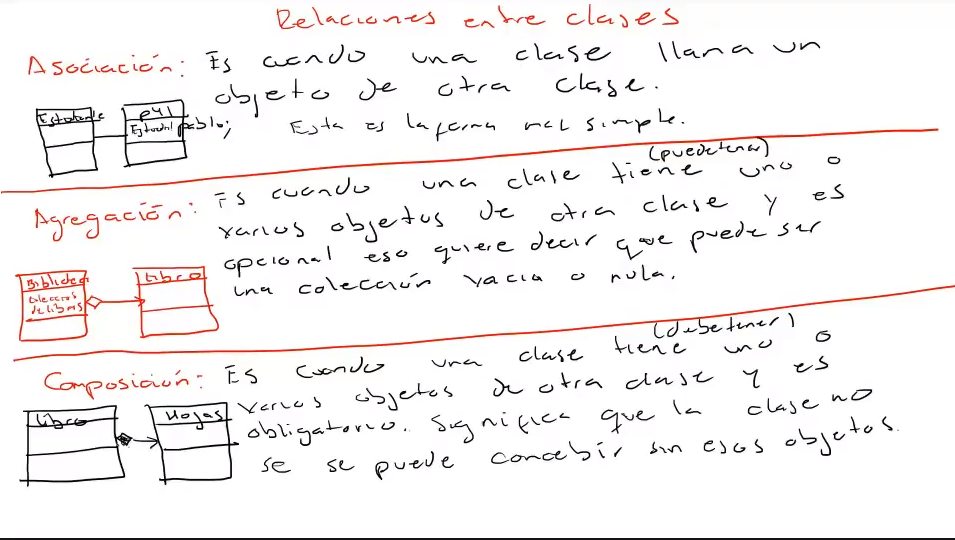 Relaciones entre clases
Asociación: Es cuando una clase llama un
objeto de otra clase.
Esta es la forma mas simple.
Estudiante
P41
Estudi pablo;
Agregación: Es cuando una clase tiene (puede tener) uno o
varios objetos de otra clase y es
opcional eso quiere decir que puede ser
una colección vacia o nula.
Biblioteca
Colección
de libros
Libro
Composición: Es cuando una clase tiene (debe tener) uno o
varios objetos de otra clase y es
obligatorio. Significa que la clase no
se se puede concebir sin esos objetos.
Libro
Hojas